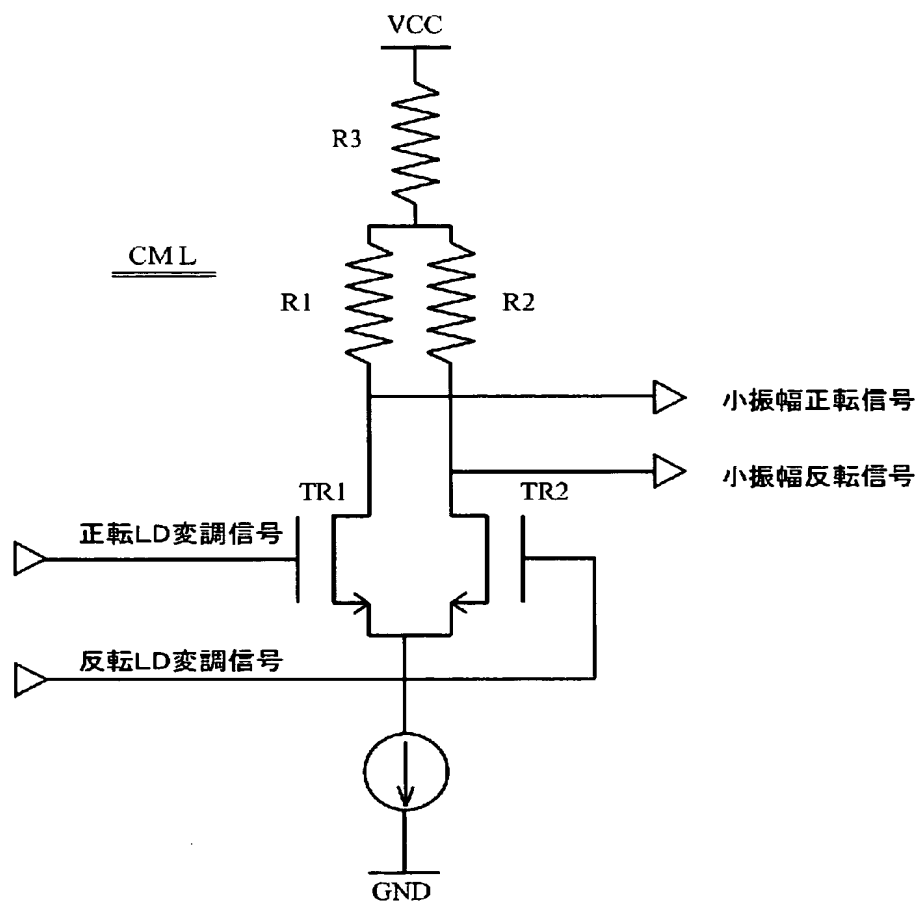 VCC
R3
CML
R1
R2
小振幅正転信号
小振幅反転信号
TR1
TR2
正転LD変調信号
反転LD変調信号
GND